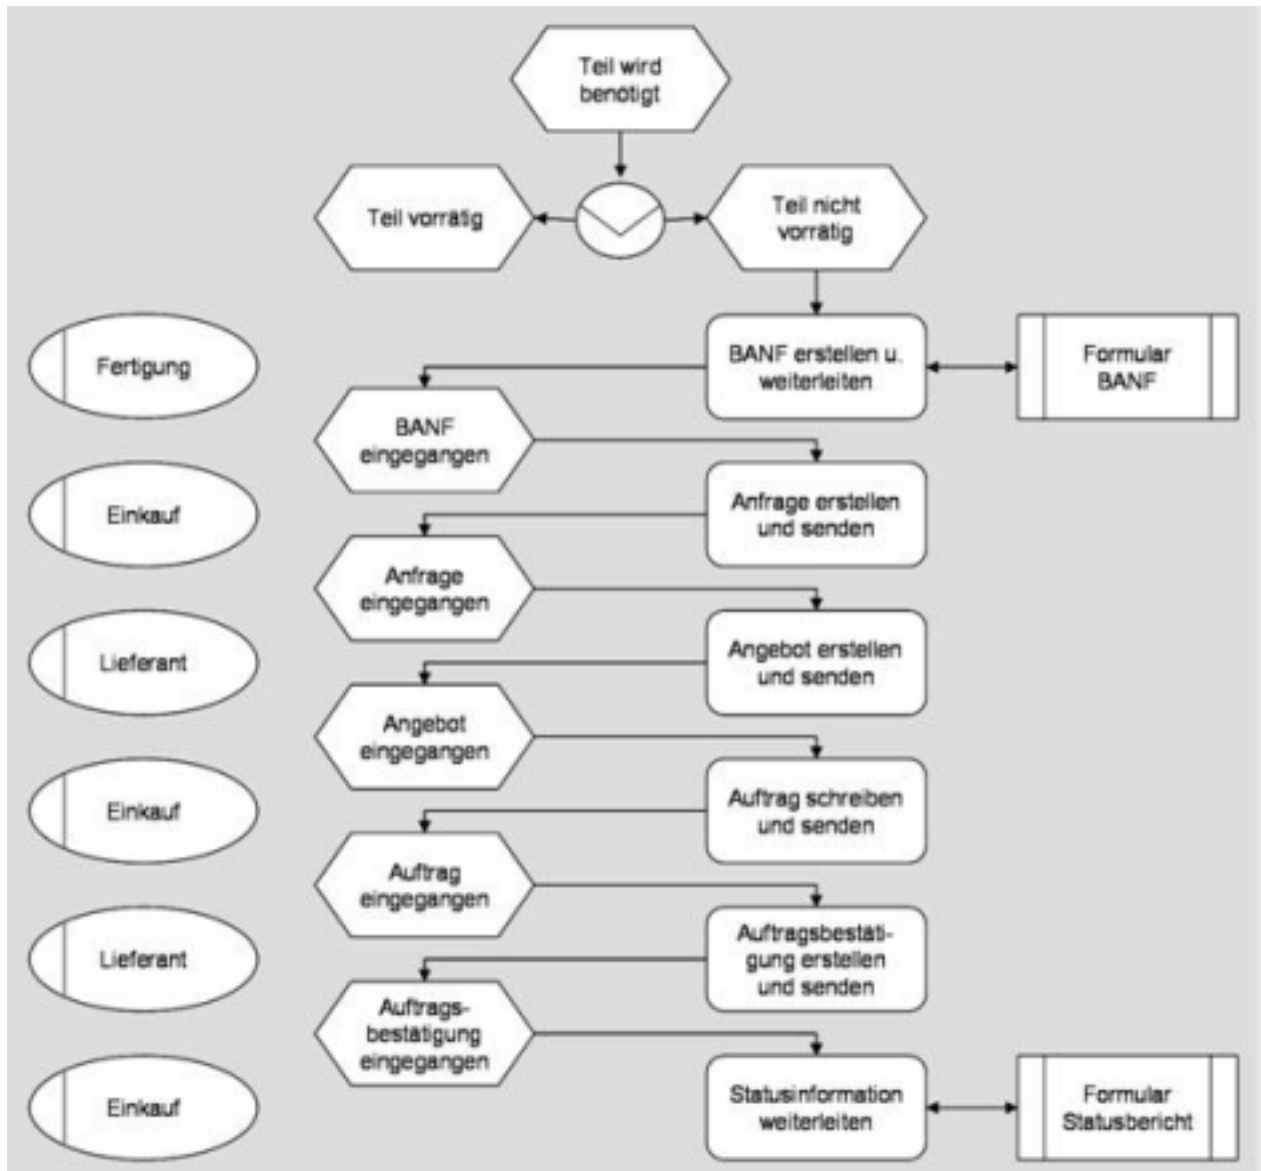 Teil wird
benötigt
Teil vorrätig
Teil nicht
vorrätig
Fertigung
BANF erstellen u.
weiterleiten
Formular
BANF
BANF
eingegangen
Einkauf
Anfrage erstellen
und senden
Anfrage
eingegangen
Lieferant
Angebot erstellen
und senden
Angebot
eingegangen
Einkauf
Auftrag schreiben
und senden
Auftrag
eingegangen
Lieferant
Auftragsbestäti-
gung erstellen
und senden
Auftrags-
bestätigung
eingegangen
Einkauf
Statusinformation
weiterleiten
Formular
Statusbericht